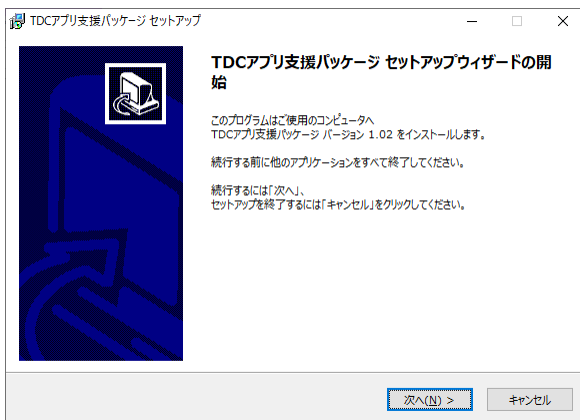 TDCアプリ支援パッケージ セットアップ
TDCアプリ支援パッケージ セットアップウィザードの開
始
このプログラムはご使用のコンピュータへ
TDCアプリ支援パッケージ バージョン 1.02 をインストールします。
続行する前に他のアプリケーションをすべて終了してください。
続行するには「次へ」、
セットアップを終了するには「キャンセル」をクリックしてください。
次へ(N) >
キャンセル